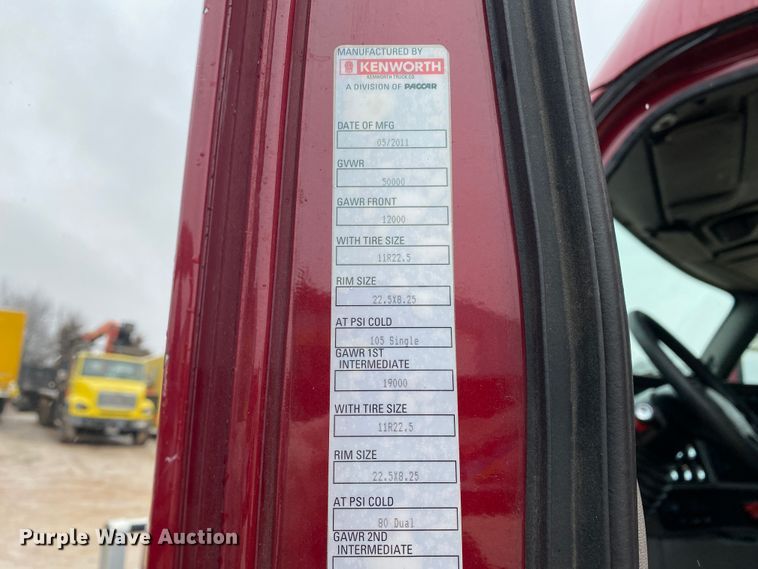 MANUFACTURED BY
KENWORTH
KENWORTH TRUCK CO.
A DIVISION OF PACCAR
DATE OF MFG
05/2011
GVWR
50000
GAWR FRONT
12000
WITH TIRE SIZE
11R22.5
RIM SIZE
22.5X8.25
AT PSI COLD
105 Single
GAWR 1ST
INTERMEDIATE
19000
WITH TIRE SIZE
11R22.5
RIM SIZE
22.5X8.25
AT PSI COLD
80 Dual
GAWR 2ND
INTERMEDIATE
Purple Wave Auction